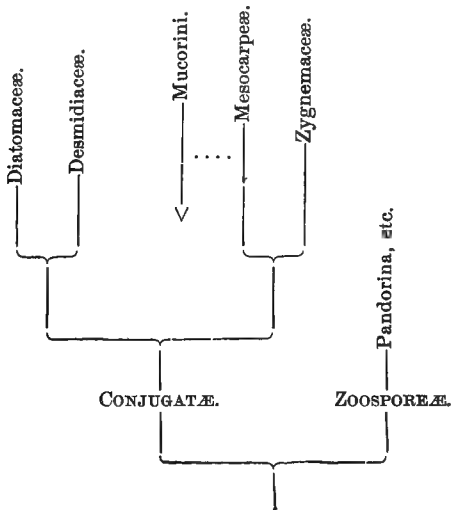 Diatomaceæ.
Desmidiaceæ.
Mucorini.
Mesocarpeæ.
Zygnemaceæ.
Pandorina, etc.
CONJUGATÆ.
ZOOSPOREÆ.